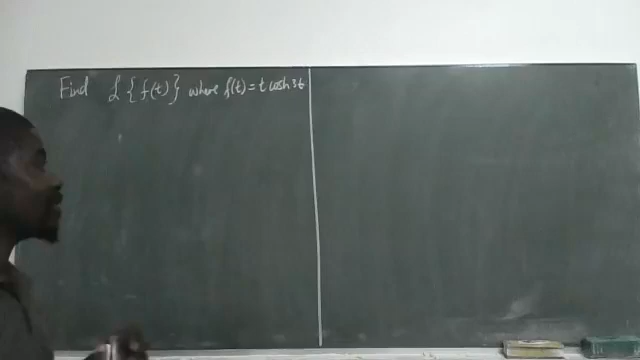 Find ℒ{f(t)} where f(t) = t cosh 3t